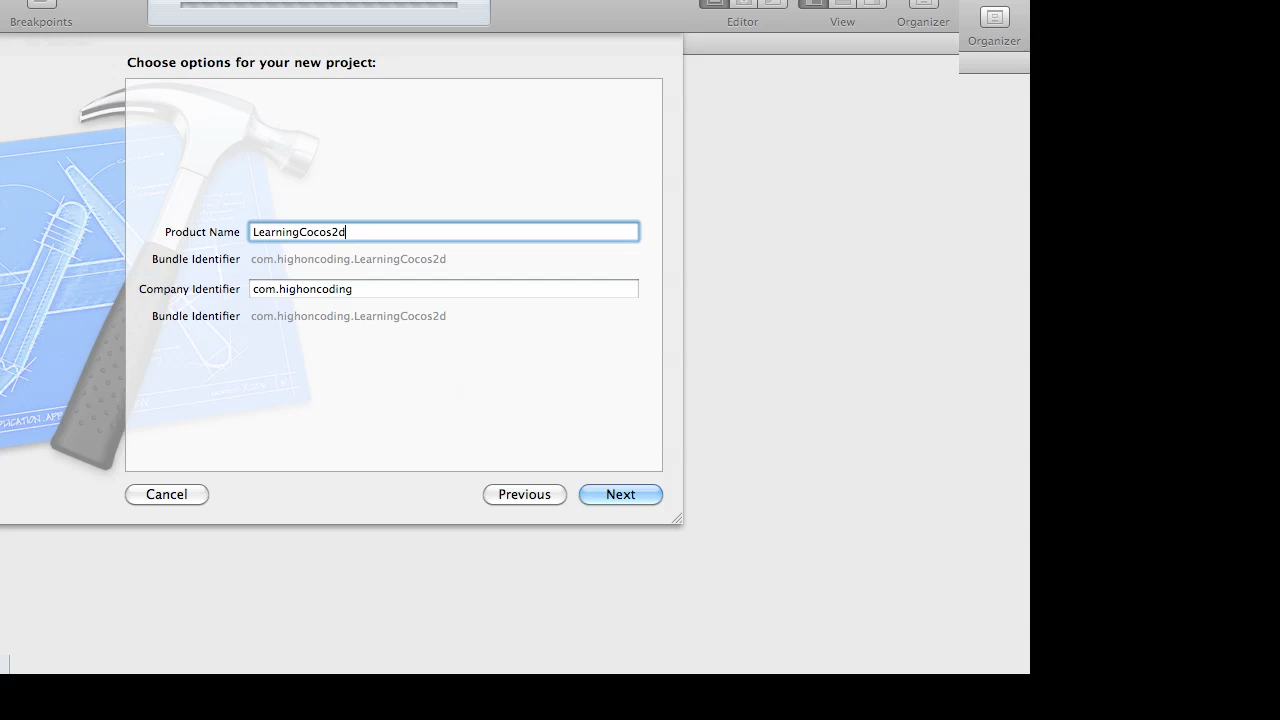 Breakpoints
Editor
View
Organizer
Organizer
Choose options for your new project:
Product Name LearningCocos2d
Bundle Identifier com.highoncoding.LearningCocos2d
Company Identifier com.highoncoding
Bundle Identifier com.highoncoding.LearningCocos2d
Cancel
Previous
Next